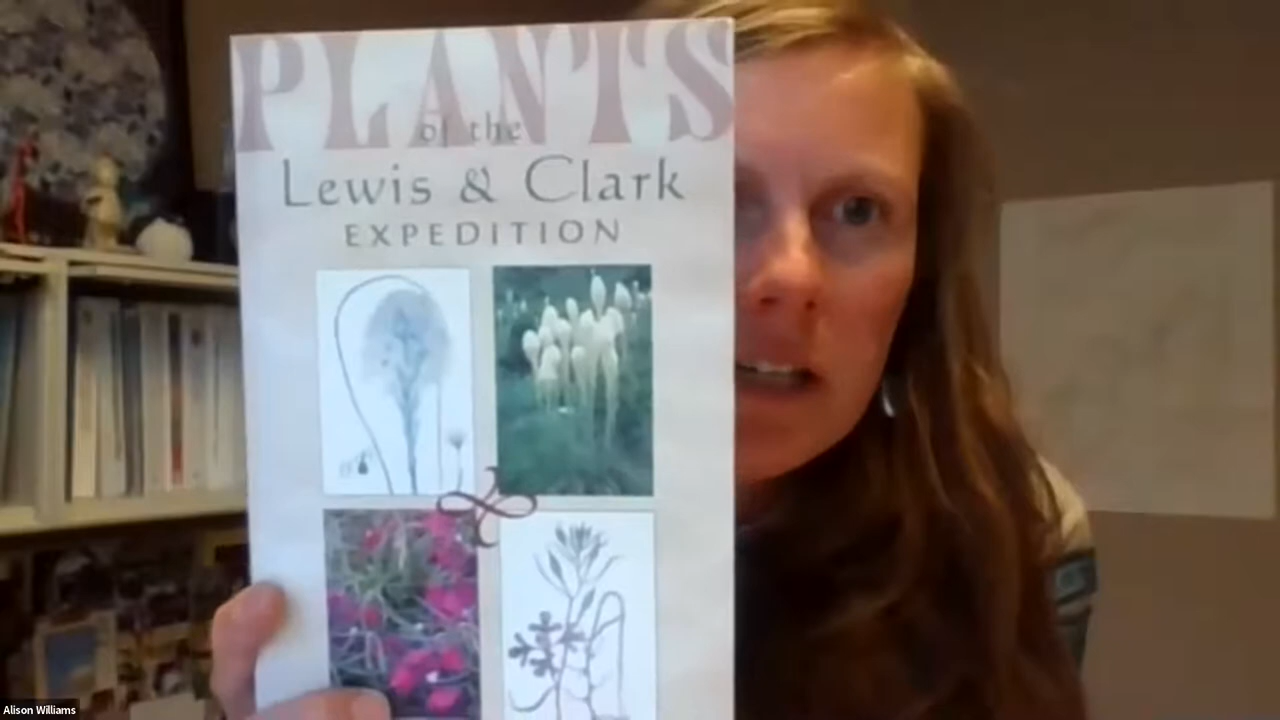 PLANTS
of the
Lewis & Clark
EXPEDITION
Alison Williams